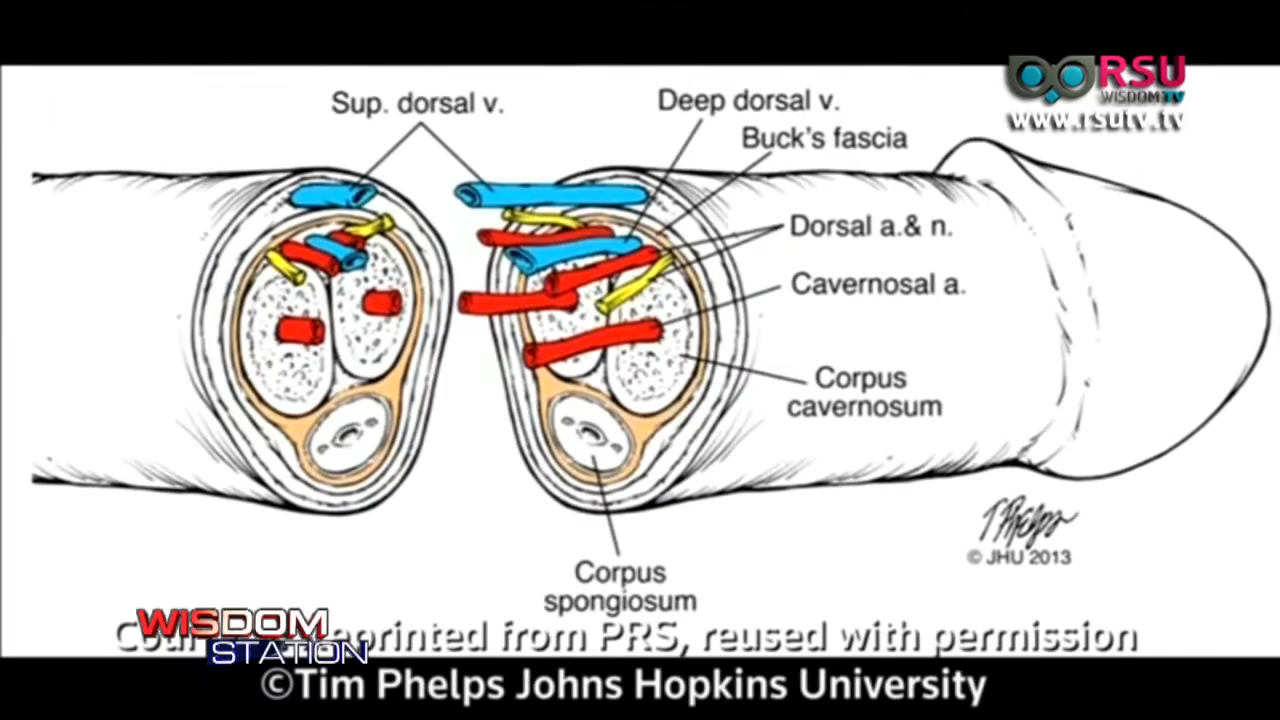 RSU
WISDOM TV
www.rsutv.tv
Sup. dorsal v.
Deep dorsal v.
Buck's fascia
Dorsal a.& n.
Cavernosal a.
Corpus
cavernosum
Corpus
spongiosum
T Phelps
© JHU 2013
WISDOM
STATION
reprinted from PRS, reused with permission
©Tim Phelps Johns Hopkins University